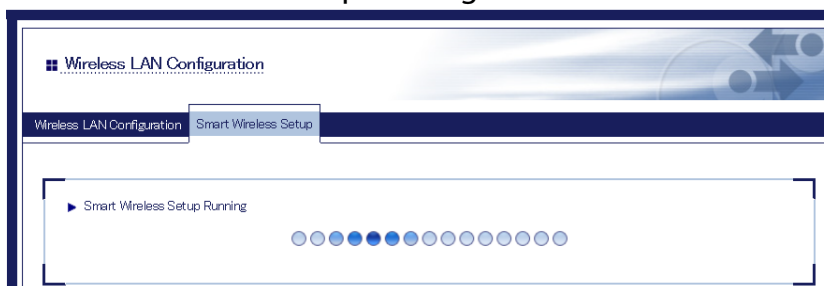 Wireless LAN Configuration
Wireless LAN Configuration Smart Wireless Setup
Smart Wireless Setup Running